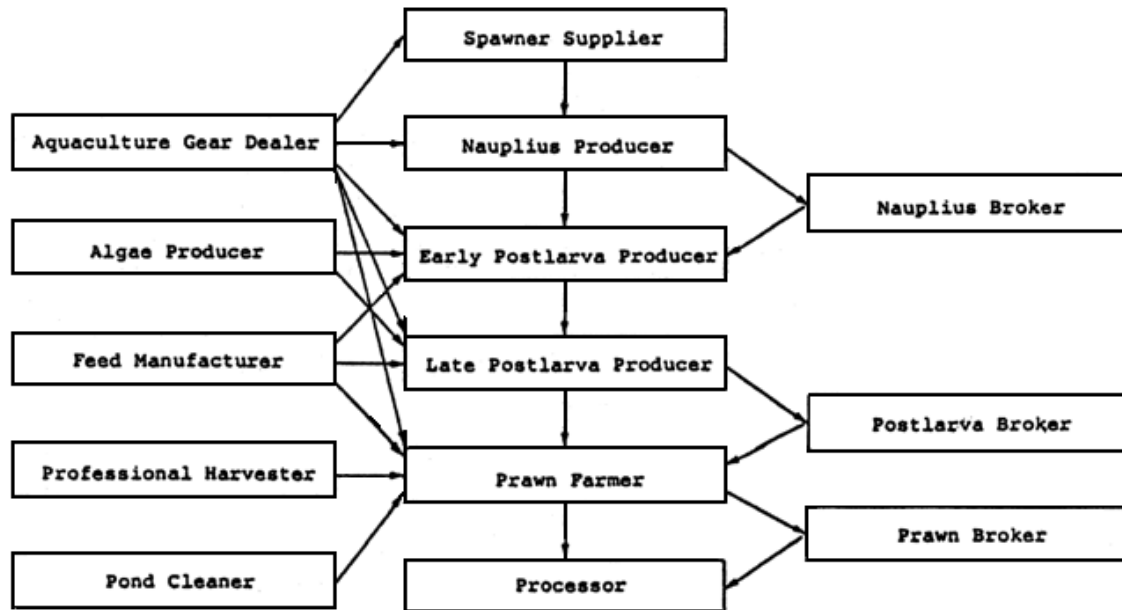 Spawner Supplier
Aquaculture Gear Dealer
Nauplius Producer
Nauplius Broker
Algae Producer
Early Postlarva Producer
Feed Manufacturer
Late Postlarva Producer
Postlarva Broker
Professional Harvester
Prawn Farmer
Prawn Broker
Pond Cleaner
Processor